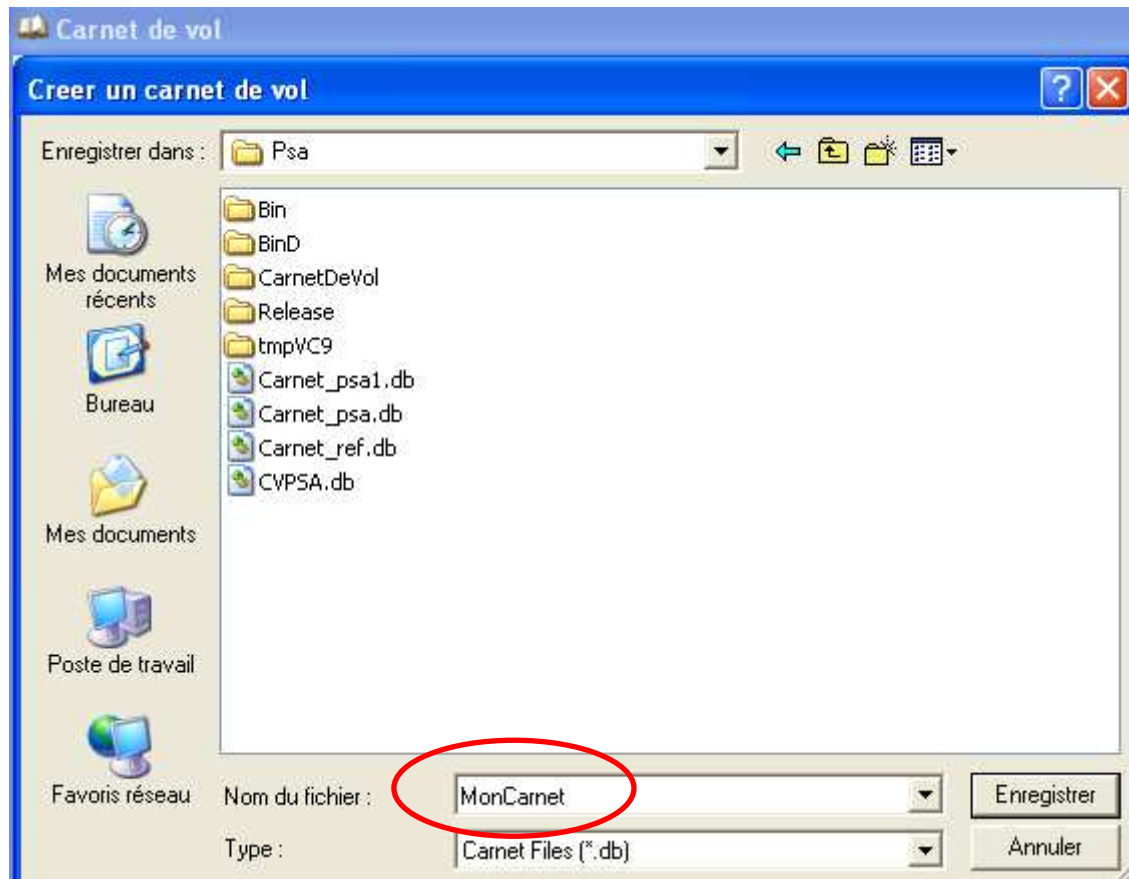 Carnet de vol
Creer un carnet de vol
Enregistrer dans :
Psa
Mes documents
récents
Bureau
Mes documents
Poste de travail
Favoris réseau
Bin
BinD
CarnetDeVol
Release
tmpVC9
Carnet_psa1.db
Carnet_psa.db
Carnet_ref.db
CVPSA.db
Nom du fichier :
MonCarnet
Enregistrer
Type :
Carnet Files (*.db)
Annuler